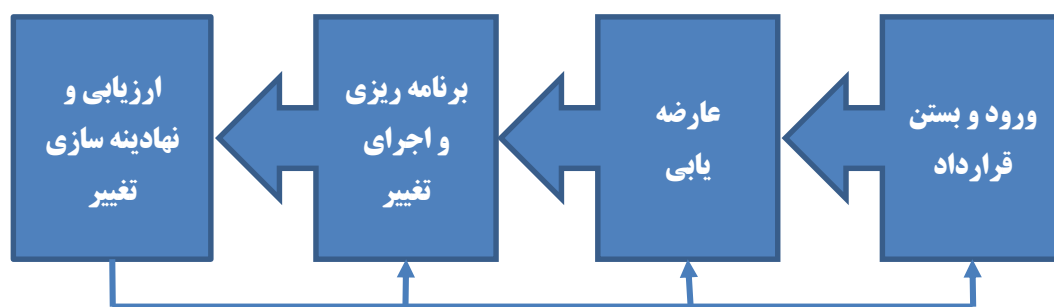 ورود و بستن
قرارداد
عارضه
یابی
برنامه ریزی
و اجرای
تغییر
ارزیابی و
نهادینه سازی
تغییر